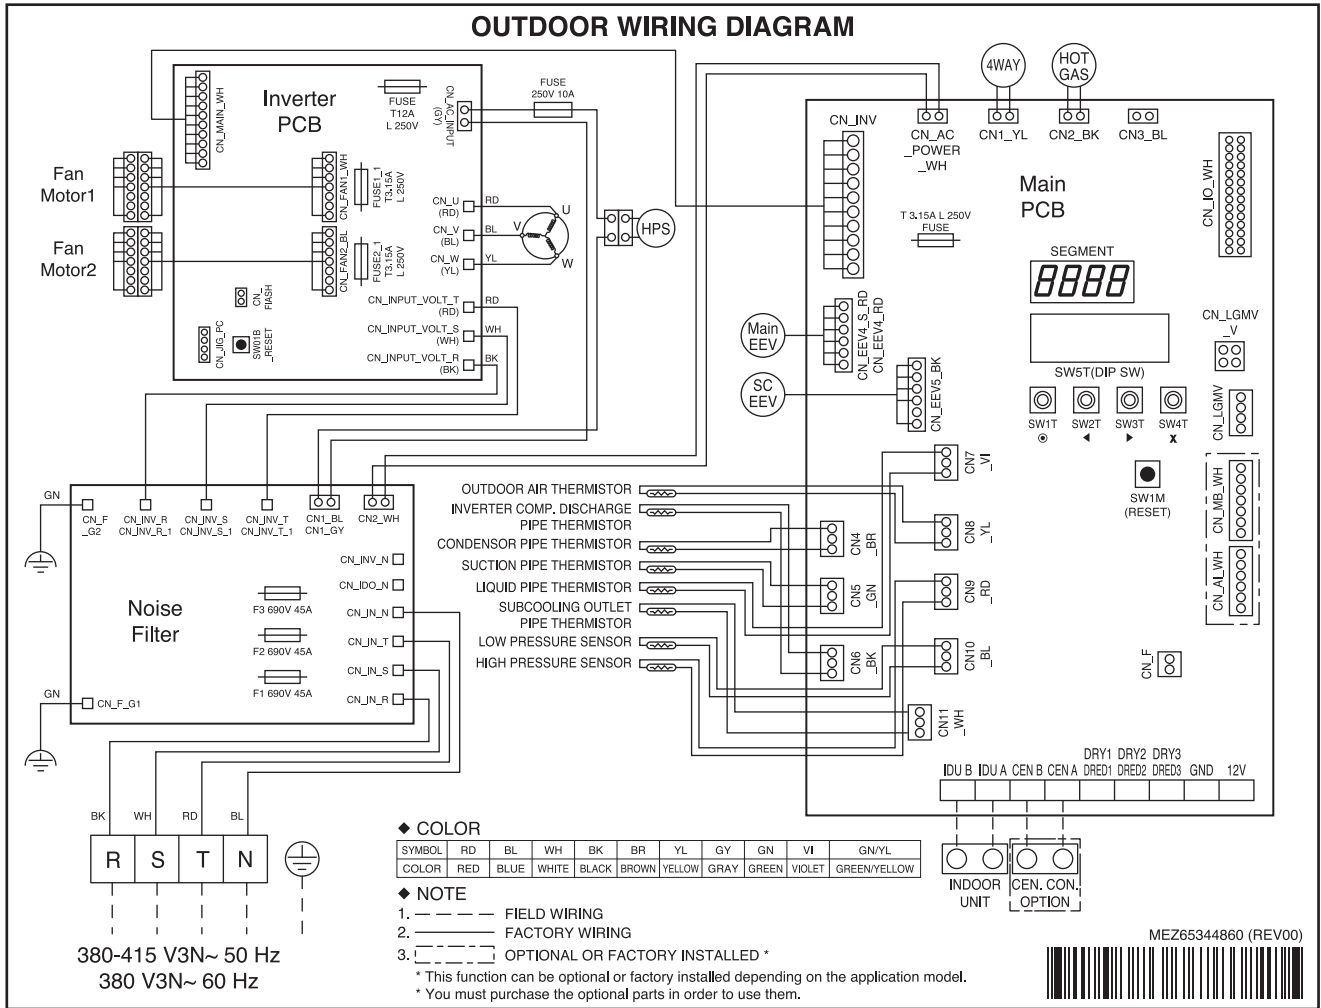 OUTDOOR WIRING DIAGRAM
CN_MAIN_WH
Inverter
PCB
FUSE
T12A
L 250V
CN_AC_INPUT
(GY)
FUSE
250V 10A
Fan
Motor1
Fan
Motor2
CN_FAN1_WH
FUSE1_1
T3.15A
L 250V
CN_FAN2_BL
FUSE2_1
T3.15A
L 250V
CN_U
(RD)
RD
U
CN_V
(BL)
BL
V
CN_W
(YL)
YL
W
HPS
CN_
FlASH
CN_JIG_PC
SW01B
_RESET
CN_INPUT_VOLT_T
(RD)
RD
CN_INPUT_VOLT_S
(WH)
WH
CN_INPUT_VOLT_R
(BK)
BK
4WAY
HOT
GAS
CN_INV
CN_AC
_POWER
_WH
CN1_YL
CN2_BK
CN3_BL
Main
PCB
CN_IO_WH
T 3.15A L 250V
FUSE
SEGMENT
8888
SW5T(DIP SW)
CN_LGMV
_V
Main
EEV
CN_EEV4_S_RD
CN_EEV4_RD
SC
EEV
CN_EEV5_BK
SW1T
SW2T
SW3T
SW4T
◉ ◀ ▶ X
CN_LGMV
SW1M
(RESET)
CN_MB_WH
CN_AI_WH
CN_F
GN
CN_F
_G2
CN_INV_R
CN_INV_R_1
CN_INV_S
CN_INV_S_1
CN_INV_T
CN_INV_T_1
CN1_BL
CN1_GY
CN2_WH
CN_INV_N
CN_IDO_N
CN_IN_N
CN_IN_T
CN_IN_S
CN_IN_R
Noise
Filter
F3 690V 45A
F2 690V 45A
F1 690V 45A
GN
CN_F_G1
OUTDOOR AIR THERMISTOR
INVERTER COMP. DISCHARGE
PIPE THERMISTOR
CONDENSOR PIPE THERMISTOR
SUCTION PIPE THERMISTOR
LIQUID PIPE THERMISTOR
SUBCOOLING OUTLET
PIPE THERMISTOR
LOW PRESSURE SENSOR
HIGH PRESSURE SENSOR
CN4
_BR
CN5
_GN
CN6
_BK
CN7
_VI
CN8
_YL
CN9
_RD
CN10
_BL
CN11
_WH
DRY1 DRY2 DRY3
IDU B IDU A CEN B CEN A DRED1 DRED2 DRED3 GND 12V
INDOOR
UNIT
CEN. CON.
OPTION
BK WH RD BL
R S T N
380-415 V3N~ 50 Hz
380 V3N~ 60 Hz
◆ COLOR
SYMBOL RD BL WH BK BR YL GY GN VI GN/YL
COLOR RED BLUE WHITE BLACK BROWN YELLOW GRAY GREEN VIOLET GREEN/YELLOW
◆ NOTE
1. FIELD WIRING
2. FACTORY WIRING
3. OPTIONAL OR FACTORY INSTALLED *
* This function can be optional or factory installed depending on the application model.
* You must purchase the optional parts in order to use them.
MEZ65344860 (REV00)